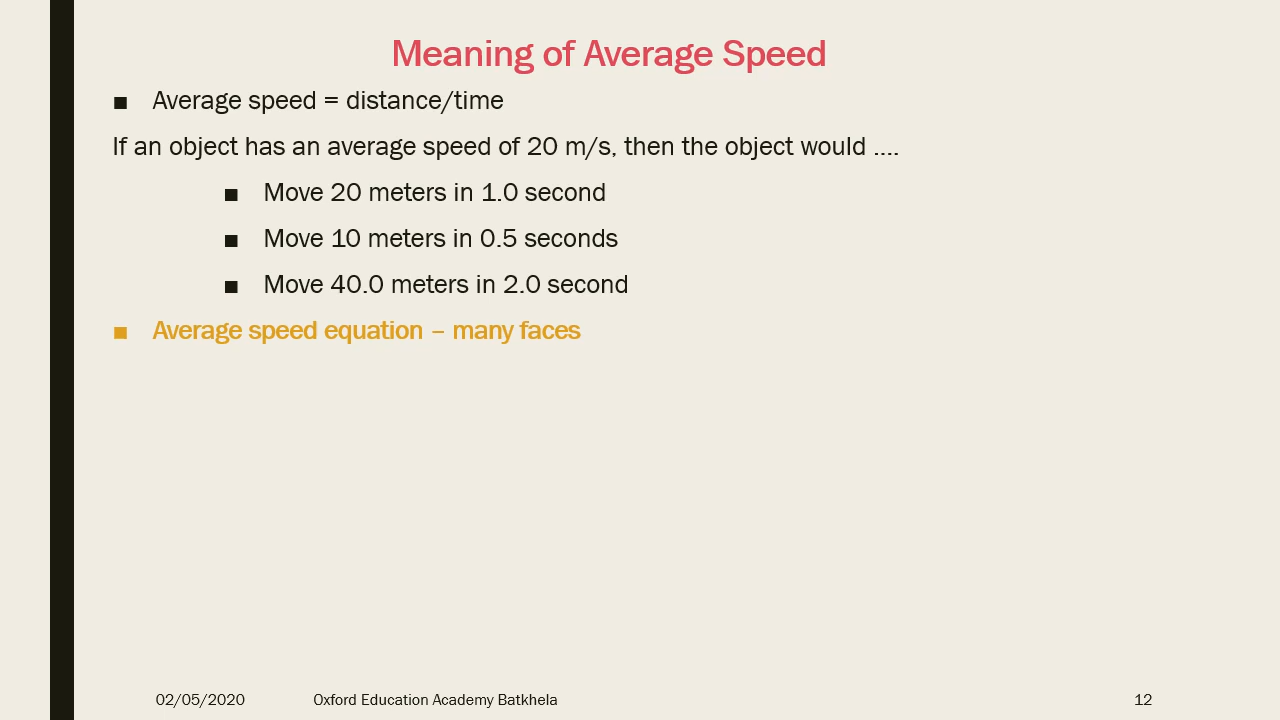 Meaning of Average Speed
■ Average speed = distance/time
If an object has an average speed of 20 m/s, then the object would ....
■ Move 20 meters in 1.0 second
■ Move 10 meters in 0.5 seconds
■ Move 40.0 meters in 2.0 second
■ Average speed equation – many faces
02/05/2020 Oxford Education Academy Batkhela 12